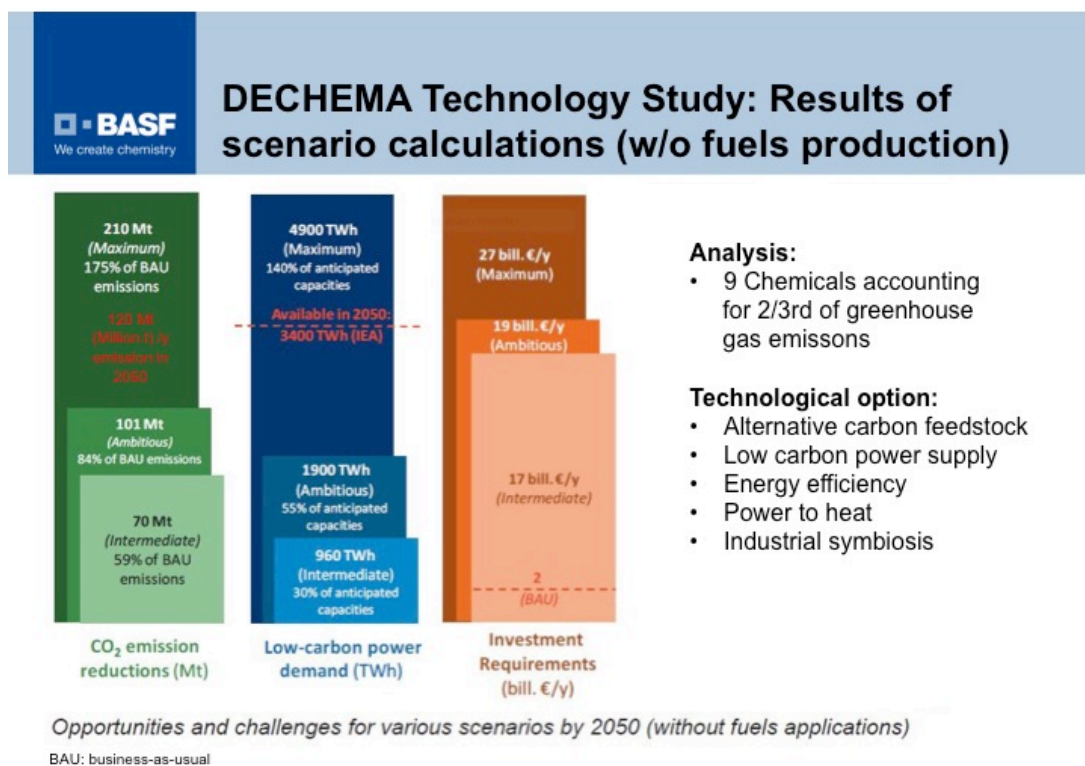 BASF
We create chemistry
DECHEMA Technology Study: Results of
scenario calculations (w/o fuels production)
210 Mt
(Maximum)
175% of BAU
emissions
120 Mt
(Million t) /y
emission in
2050
101 Mt
(Ambitious)
84% of BAU emissions
70 Mt
(Intermediate)
59% of BAU
emissions
CO₂ emission
reductions (Mt)
4900 TWh
(Maximum)
140% of anticipated
capacities
Available in 2050:
3400 TWh (IEA)
1900 TWh
(Ambitious)
55% of anticipated
capacities
960 TWh
(Intermediate)
30% of anticipated
capacities
Low-carbon power
demand (TWh)
27 bill. €/y
(Maximum)
19 bill. €/y
(Ambitious)
17 bill. €/y
(Intermediate)
2
(BAU)
Investment
Requirements
(bill. €/y)
Analysis:
• 9 Chemicals accounting
for 2/3rd of greenhouse
gas emissons
Technological option:
• Alternative carbon feedstock
• Low carbon power supply
• Energy efficiency
• Power to heat
• Industrial symbiosis
Opportunities and challenges for various scenarios by 2050 (without fuels applications)
BAU: business-as-usual